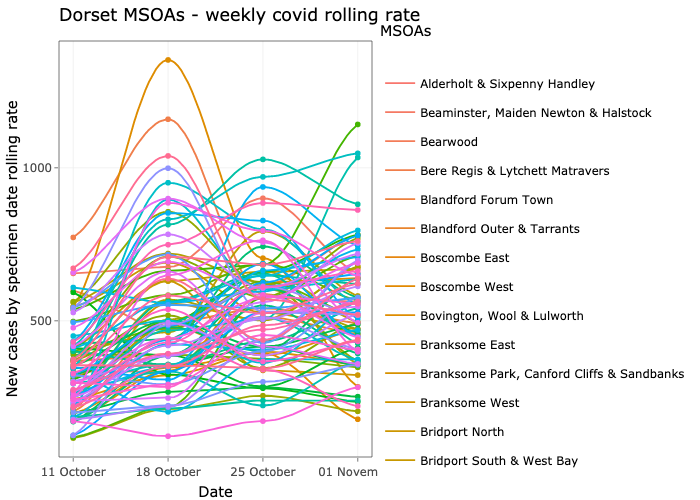 Dorset MSOAs - weekly covid rolling rate
MSOAs
New cases by specimen date rolling rate
1000
500
11 October
18 October
25 October
01 Novem
Date
Alderholt & Sixpenny Handley
Beaminster, Maiden Newton & Halstock
Bearwood
Bere Regis & Lytchett Matravers
Blandford Forum Town
Blandford Outer & Tarrants
Boscombe East
Boscombe West
Bovington, Wool & Lulworth
Branksome East
Branksome Park, Canford Cliffs & Sandbanks
Branksome West
Bridport North
Bridport South & West Bay